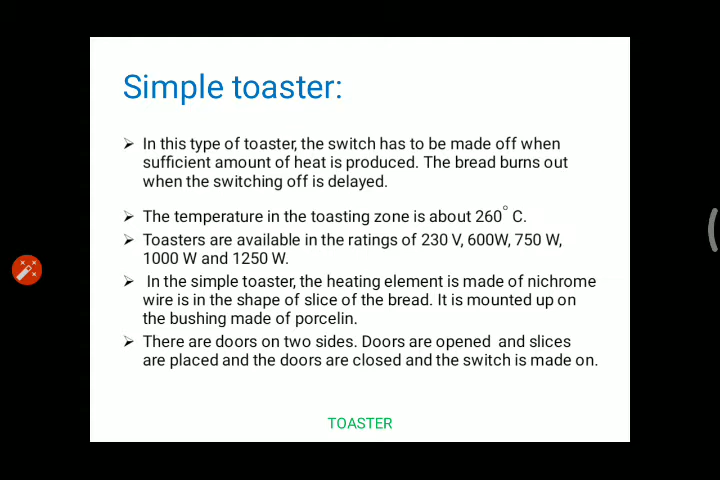 Simple toaster:
➢ In this type of toaster, the switch has to be made off when
sufficient amount of heat is produced. The bread burns out
when the switching off is delayed.
➢ The temperature in the toasting zone is about 260° C.
➢ Toasters are available in the ratings of 230 V, 600W, 750 W,
1000 W and 1250 W.
➢ In the simple toaster, the heating element is made of nichrome
wire is in the shape of slice of the bread. It is mounted up on
the bushing made of porcelin.
➢ There are doors on two sides. Doors are opened and slices
are placed and the doors are closed and the switch is made on.
TOASTER